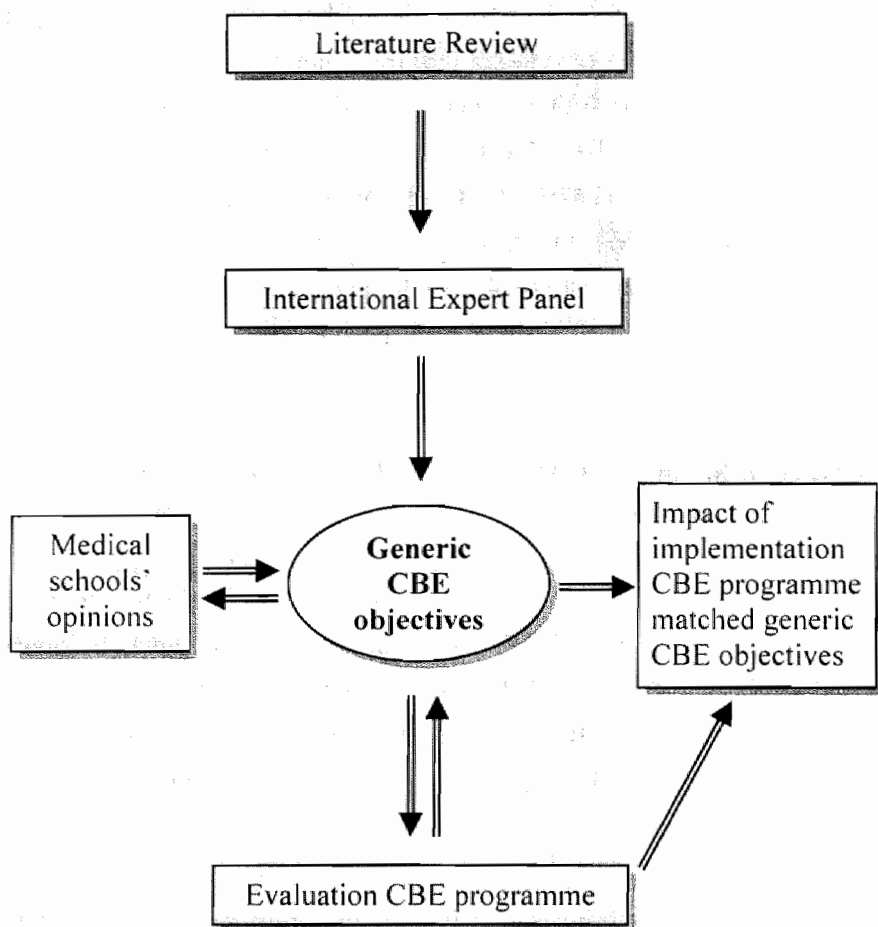 Literature Review
International Expert Panel
Medical
schools'
opinions
Generic
CBE
objectives
Impact of
implementation
CBE programme
matched generic
CBE objectives
Evaluation CBE programme